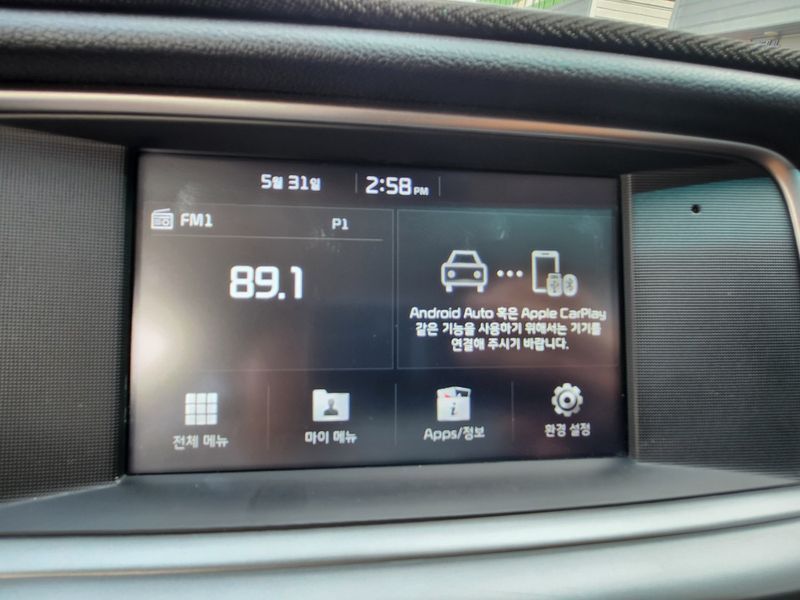 5월 31일 2:58 PM
FM1 P1
89.1
Android Auto 혹은 Apple CarPlay
같은 기능을 사용하기 위해서는 기기를
연결해 주시기 바랍니다.
전체 메뉴 마이 메뉴 Apps/정보 환경 설정